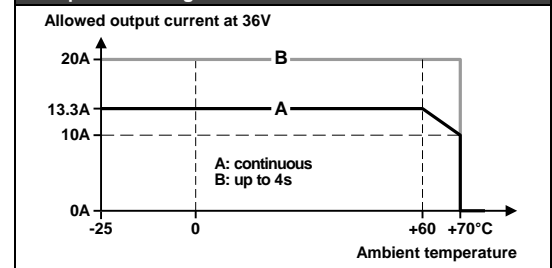 Allowed output current at 36V
20A
B
13.3A
A
10A
A: continuous
B: up to 4s
0A
-25 0 +60 +70°C
Ambient temperature